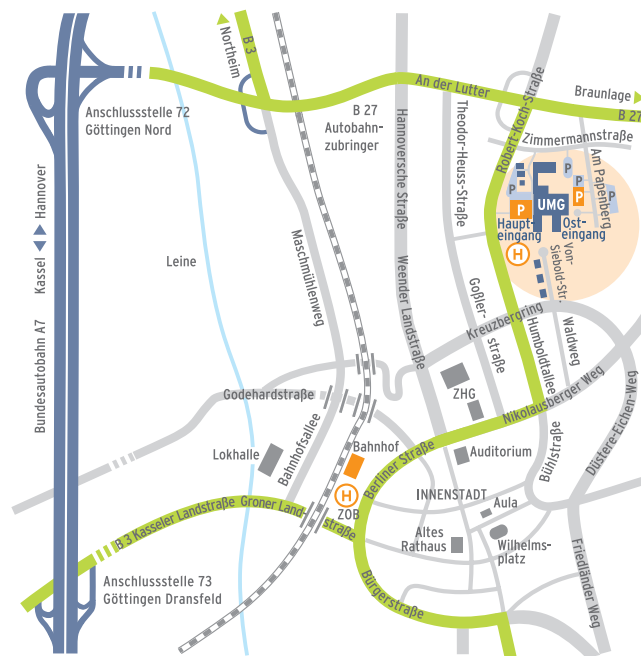 B 3
Northeim
An der Lutter
Braunlage
B 27
Anschlussstelle 72
Göttingen Nord
B 27
Autobahn-
zubringer
Hannoversche Straße
Theodor-Heuss-Straße
Robert-Koch-Straße
Zimmermannstraße
Am Papenberg
P
P
P
P
P
P
UMG
Haupt-
eingang
Ost-
eingang
H
Von-
Siebold-Str.
Kassel
Hannover
Bundesautobahn A7
Leine
Maschmühlenweg
Weender Landstraße
Goßler-
straße
Kreuzbergring
Humboldtallee
Waldweg
Godehardstraße
ZHG
Nikolausberger Weg
Düstere-Eichen-Weg
Lokhalle
Bahnhofsallee
Bahnhof
H
ZOB
Berliner Straße
Auditorium
Bühlstraße
INNENSTADT
B 3 Kasseler Landstraße
Groner Land-
straße
Aula
Altes
Rathaus
Wilhelms-
platz
Friedländer Weg
Anschlussstelle 73
Göttingen Dransfeld
Bürgerstraße